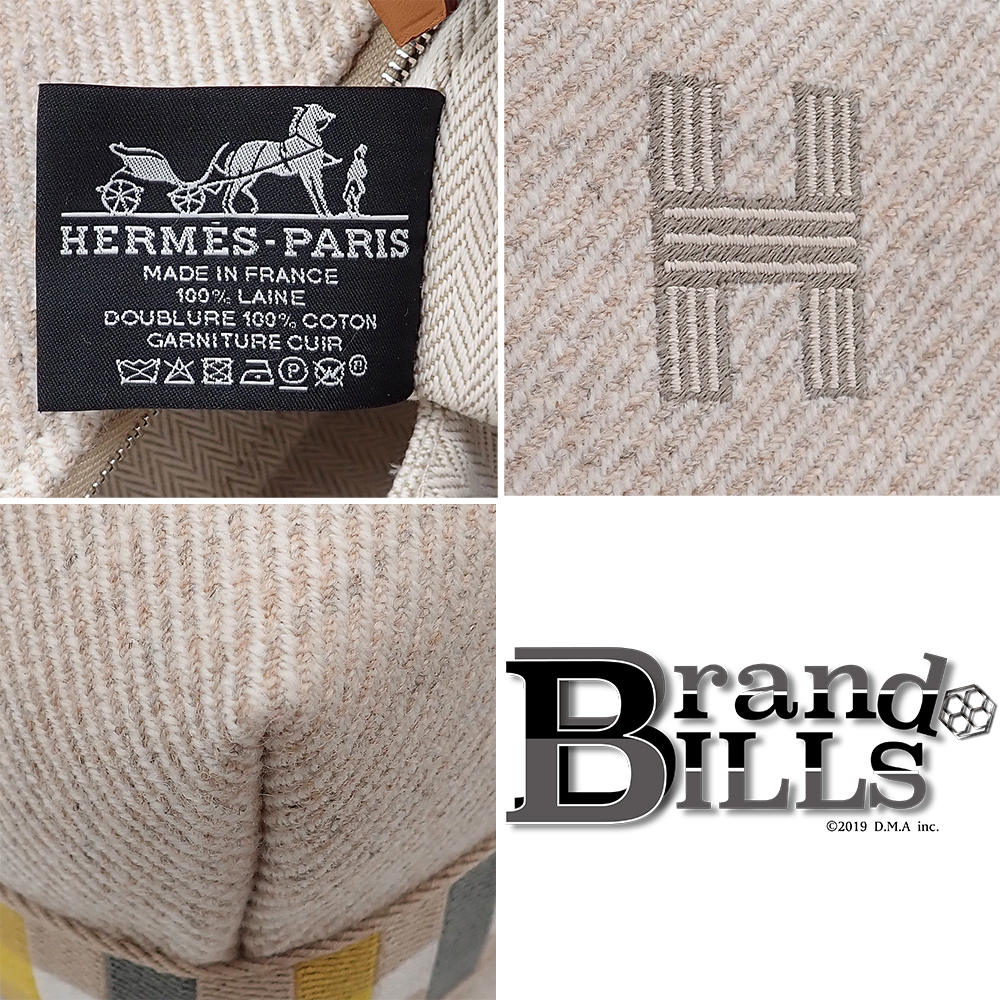 HERMÈS-PARIS
MADE IN FRANCE
100% LAINE
DOUBLURE 100% COTON
GARNITURE CUIR
P W ®
H
Brand
BILLS
©2019 D.M.A inc.